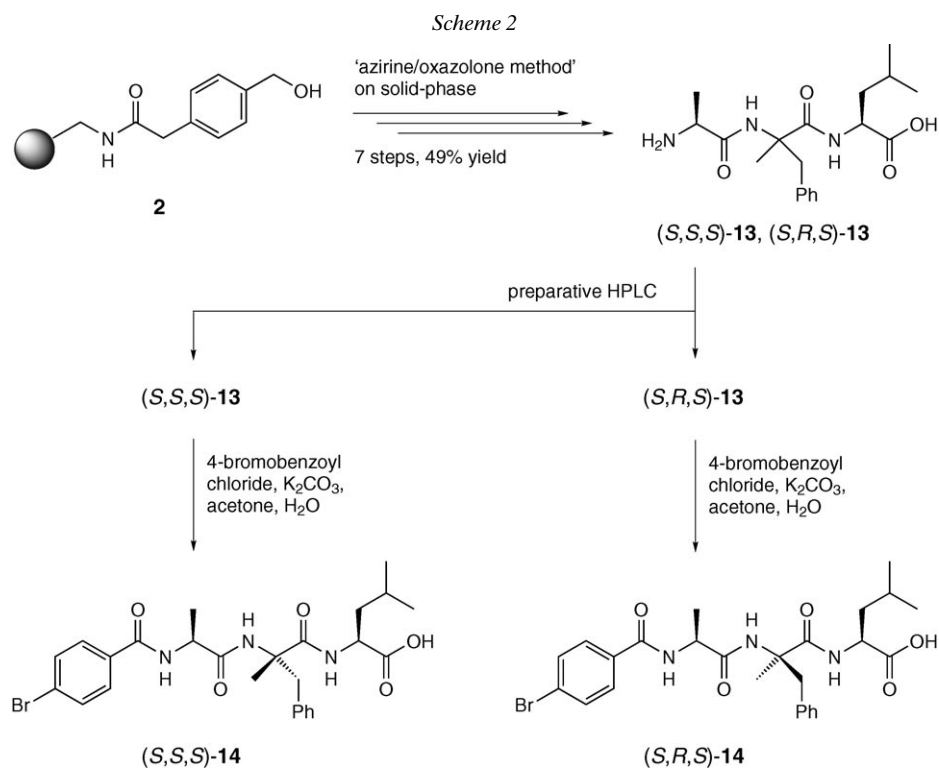 Scheme 2
O
N
H
OH
2
'azirine/oxazolone method'
on solid-phase
7 steps, 49% yield
H2N
O
H
N
O
N
H
O
OH
Ph
(S,S,S)-13, (S,R,S)-13
preparative HPLC
(S,S,S)-13
(S,R,S)-13
4-bromobenzoyl
chloride, K2CO3,
acetone, H2O
4-bromobenzoyl
chloride, K2CO3,
acetone, H2O
Br
O
N
H
O
H
N
O
N
H
O
OH
Ph
(S,S,S)-14
Br
O
N
H
O
H
N
O
N
H
O
OH
Ph
(S,R,S)-14